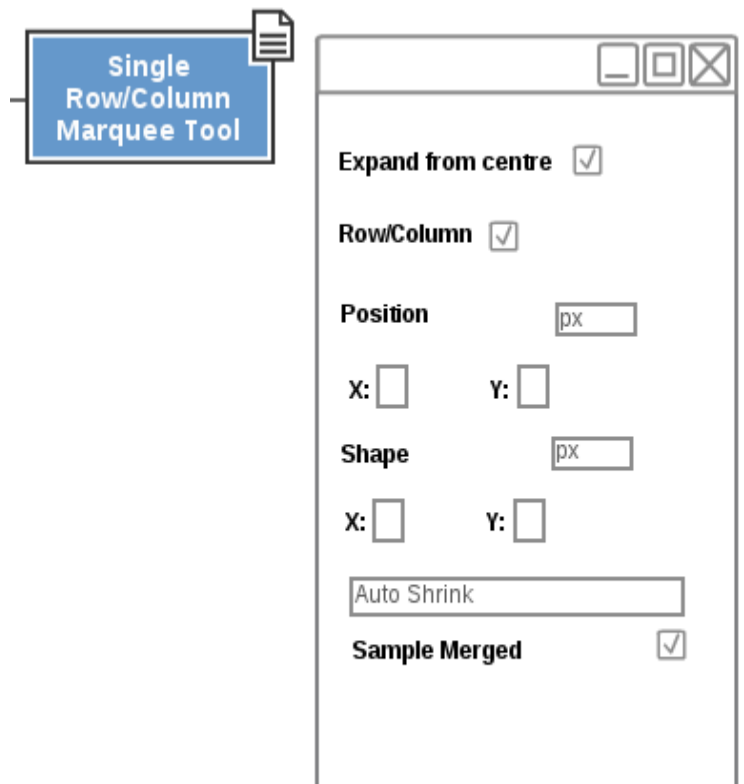 Single
Row/Column
Marquee Tool
Expand from centre
Row/Column
Position px
X: Y:
Shape px
X: Y:
Auto Shrink
Sample Merged